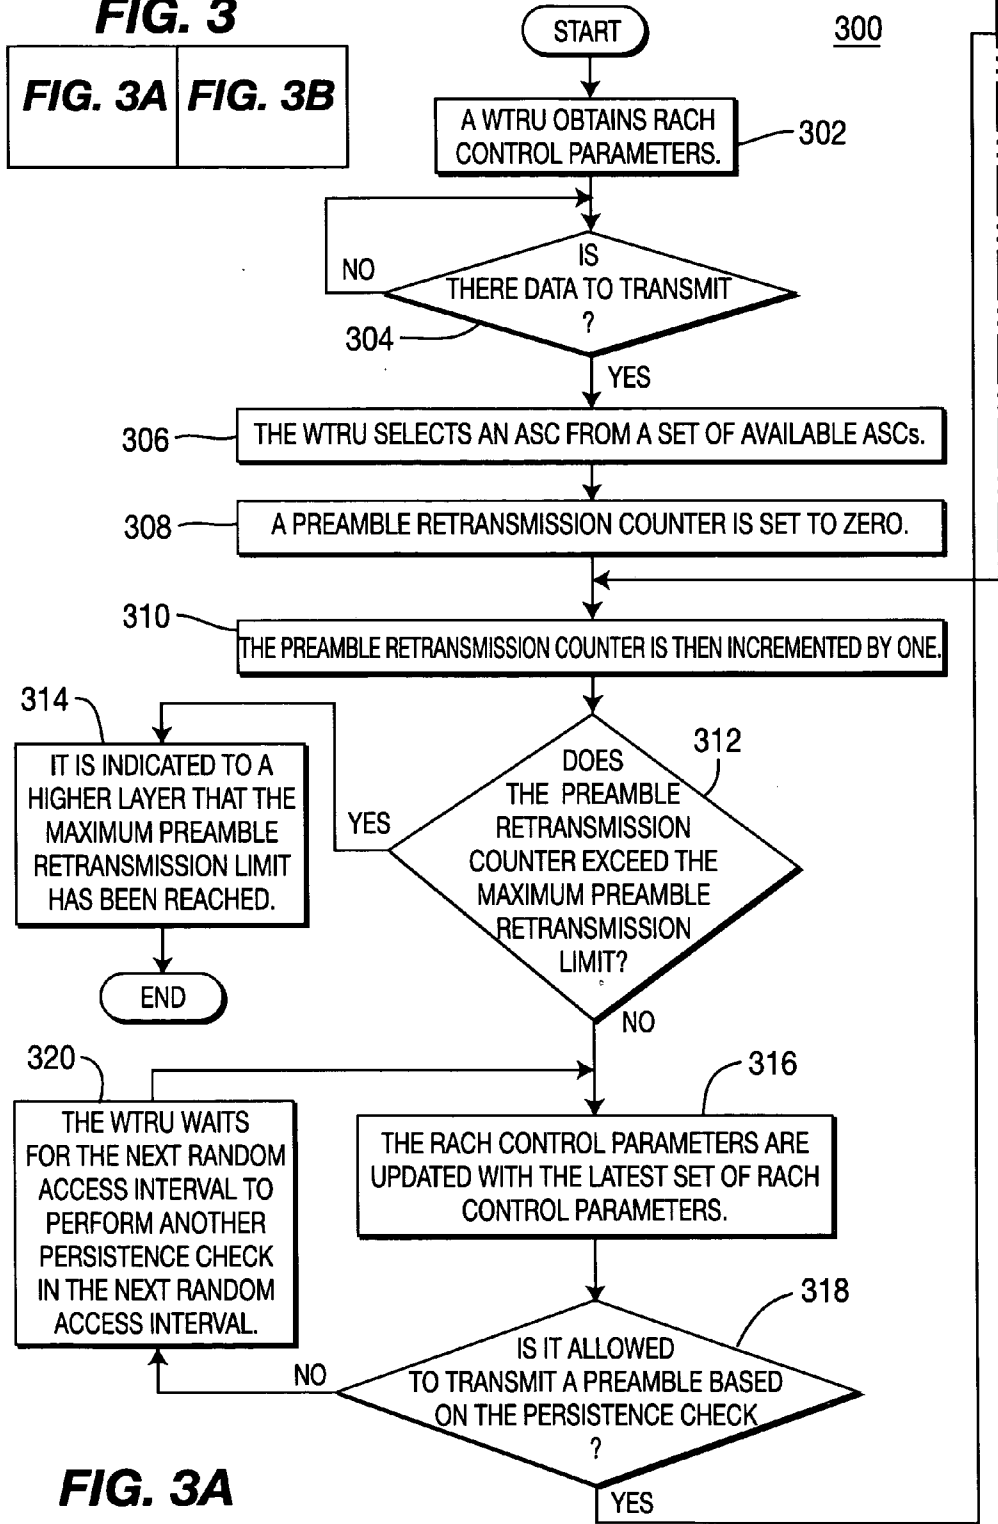 FIG. 3
FIG. 3A FIG. 3B
START
300
A WTRU OBTAINS RACH
CONTROL PARAMETERS.
302
IS
THERE DATA TO TRANSMIT
?
NO
304
YES
306
THE WTRU SELECTS AN ASC FROM A SET OF AVAILABLE ASCs.
308
A PREAMBLE RETRANSMISSION COUNTER IS SET TO ZERO.
310
THE PREAMBLE RETRANSMISSION COUNTER IS THEN INCREMENTED BY ONE.
314
IT IS INDICATED TO A
HIGHER LAYER THAT THE
MAXIMUM PREAMBLE
RETRANSMISSION LIMIT
HAS BEEN REACHED.
END
YES
312
DOES
THE PREAMBLE
RETRANSMISSION
COUNTER EXCEED THE
MAXIMUM PREAMBLE
RETRANSMISSION
LIMIT?
NO
320
THE WTRU WAITS
FOR THE NEXT RANDOM
ACCESS INTERVAL TO
PERFORM ANOTHER
PERSISTENCE CHECK
IN THE NEXT RANDOM
ACCESS INTERVAL.
316
THE RACH CONTROL PARAMETERS ARE
UPDATED WITH THE LATEST SET OF RACH
CONTROL PARAMETERS.
318
IS IT ALLOWED
TO TRANSMIT A PREAMBLE BASED
ON THE PERSISTENCE CHECK
?
NO
YES
FIG. 3A